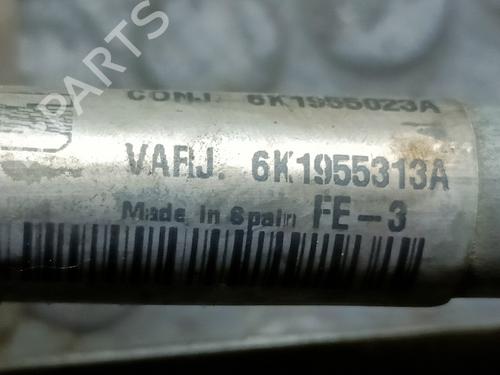 PARTS
CONJ. 6K1955023A
VARJ. 6K1955313A
Made in Spain FE-3